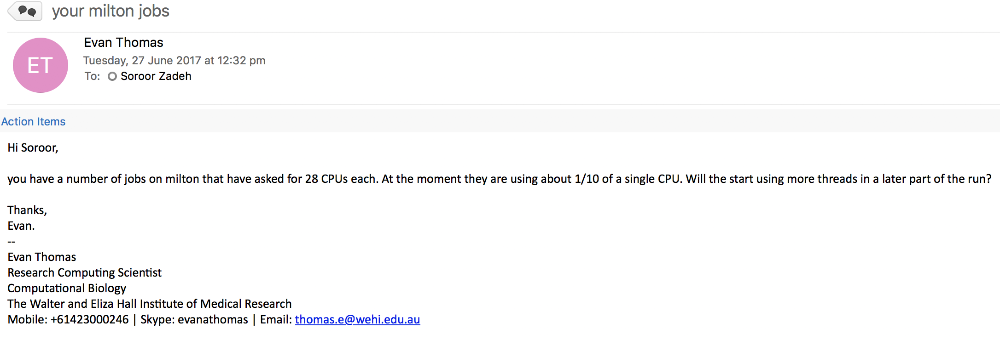 your milton jobs
ET
Evan Thomas
Tuesday, 27 June 2017 at 12:32 pm
To: Soroor Zadeh
Action Items
Hi Soroor,
you have a number of jobs on milton that have asked for 28 CPUs each. At the moment they are using about 1/10 of a single CPU. Will the start using more threads in a later part of the run?
Thanks,
Evan.
--
Evan Thomas
Research Computing Scientist
Computational Biology
The Walter and Eliza Hall Institute of Medical Research
Mobile: +61423000246 | Skype: evanathomas | Email: thomas.e@wehi.edu.au